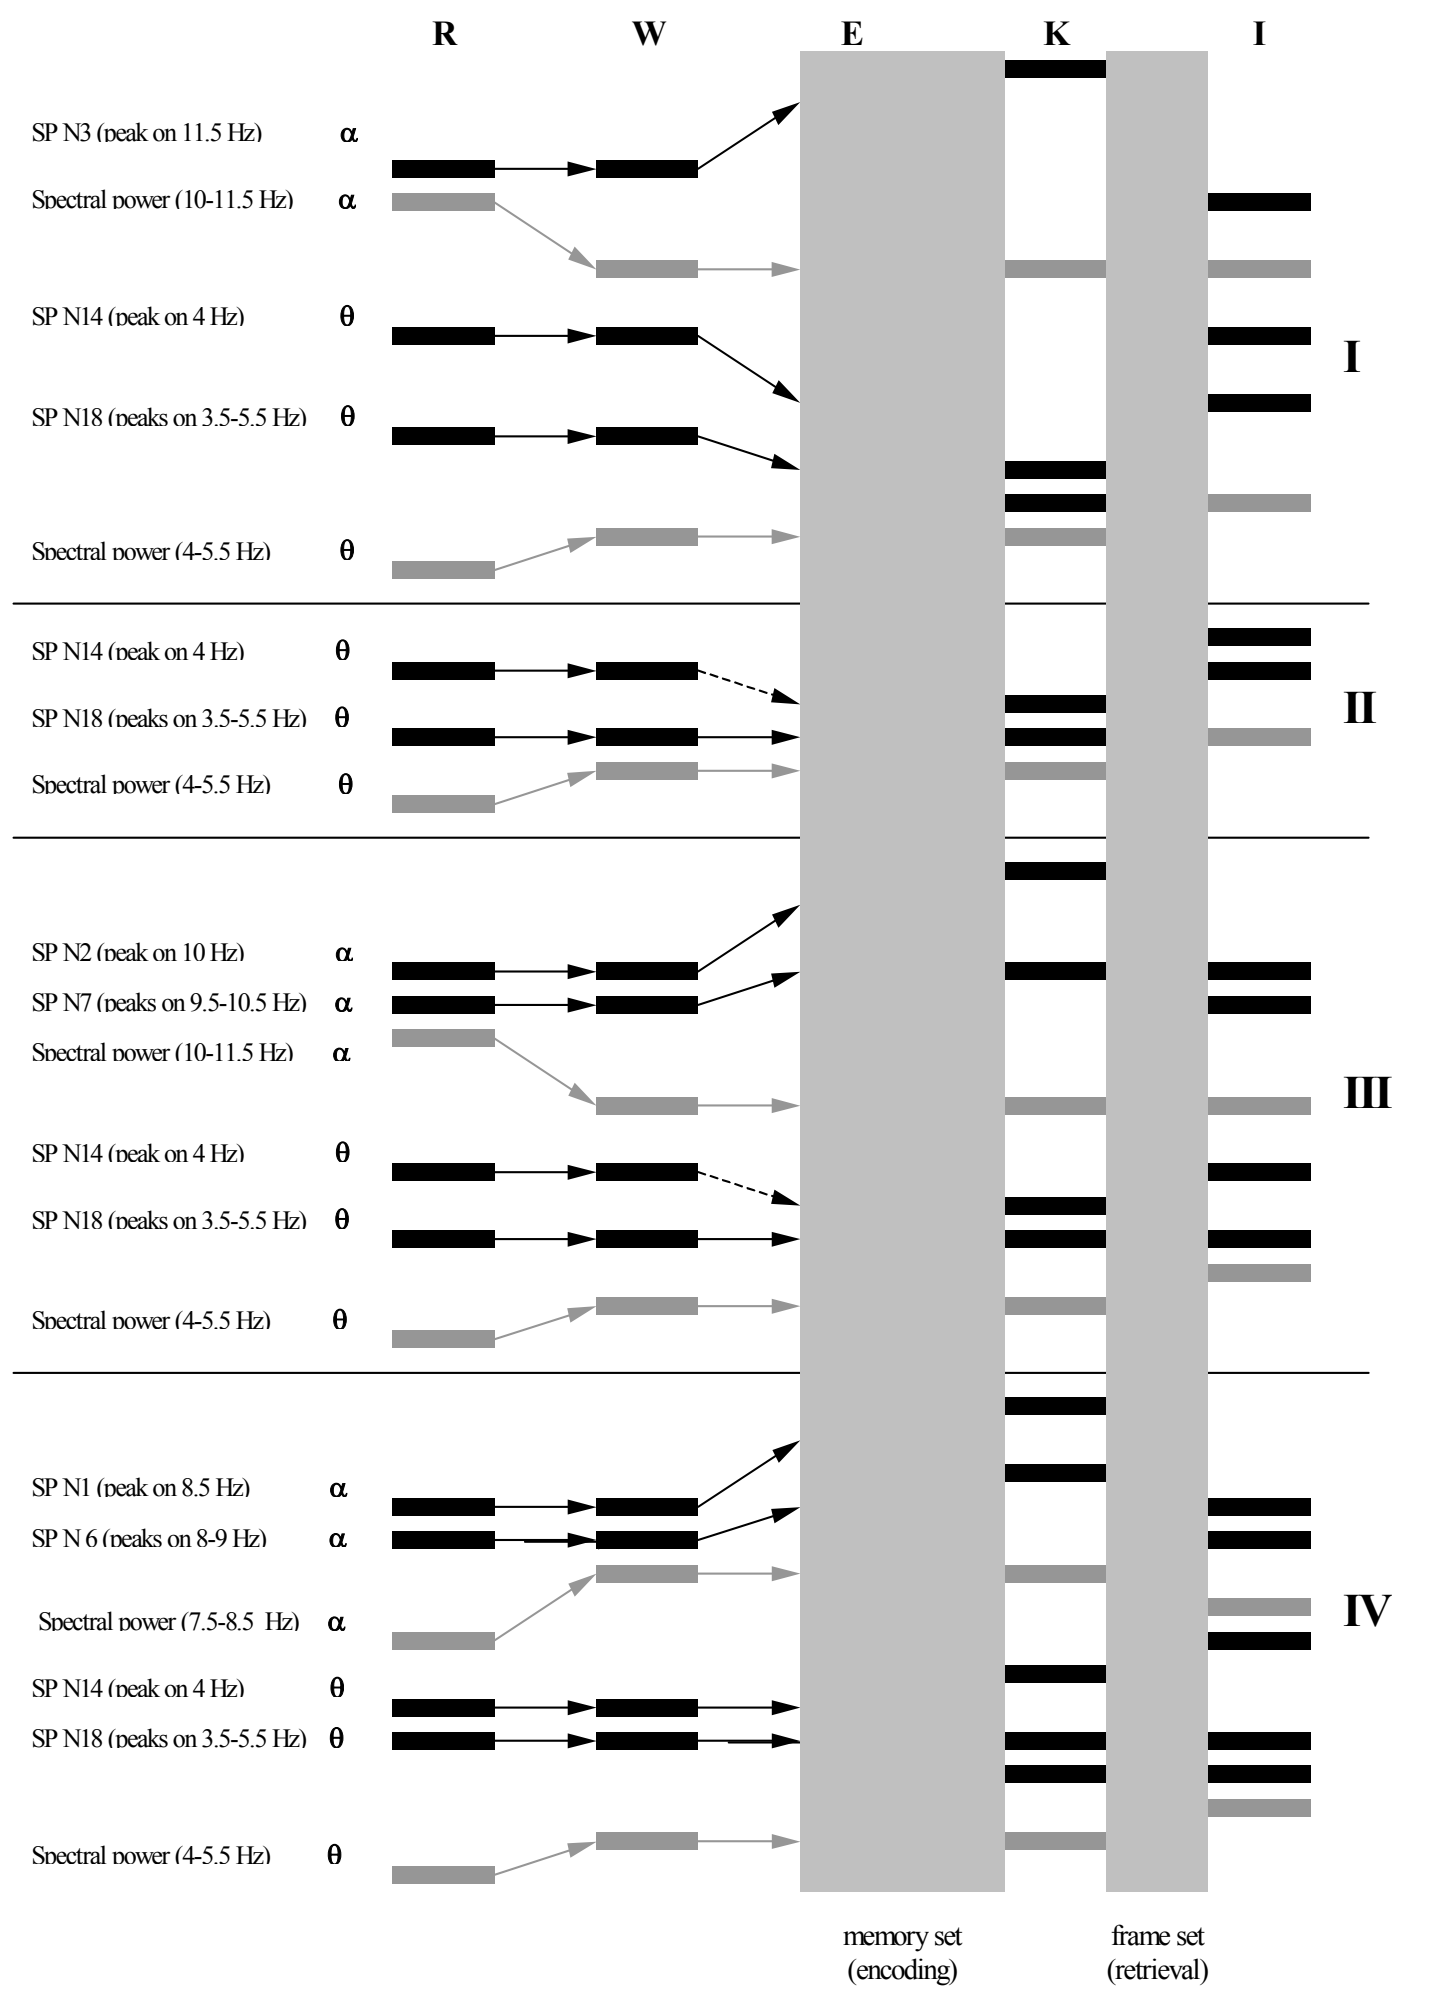 R W E K I
SP N3 (peak on 11.5 Hz) α
Spectral power (10-11.5 Hz) α
SP N14 (peak on 4 Hz) θ
I
SP N18 (peaks on 3.5-5.5 Hz) θ
Spectral power (4-5.5 Hz) θ
SP N14 (peak on 4 Hz) θ
II
SP N18 (peaks on 3.5-5.5 Hz) θ
Spectral power (4-5.5 Hz) θ
SP N2 (peak on 10 Hz) α
SP N7 (peaks on 9.5-10.5 Hz) α
Spectral power (10-11.5 Hz) α
III
SP N14 (peak on 4 Hz) θ
SP N18 (peaks on 3.5-5.5 Hz) θ
Spectral power (4-5.5 Hz) θ
SP N1 (peak on 8.5 Hz) α
SP N 6 (peaks on 8-9 Hz) α
Spectral power (7.5-8.5 Hz) α
IV
SP N14 (peak on 4 Hz) θ
SP N18 (peaks on 3.5-5.5 Hz) θ
Spectral power (4-5.5 Hz) θ
memory set
(encoding)
frame set
(retrieval)